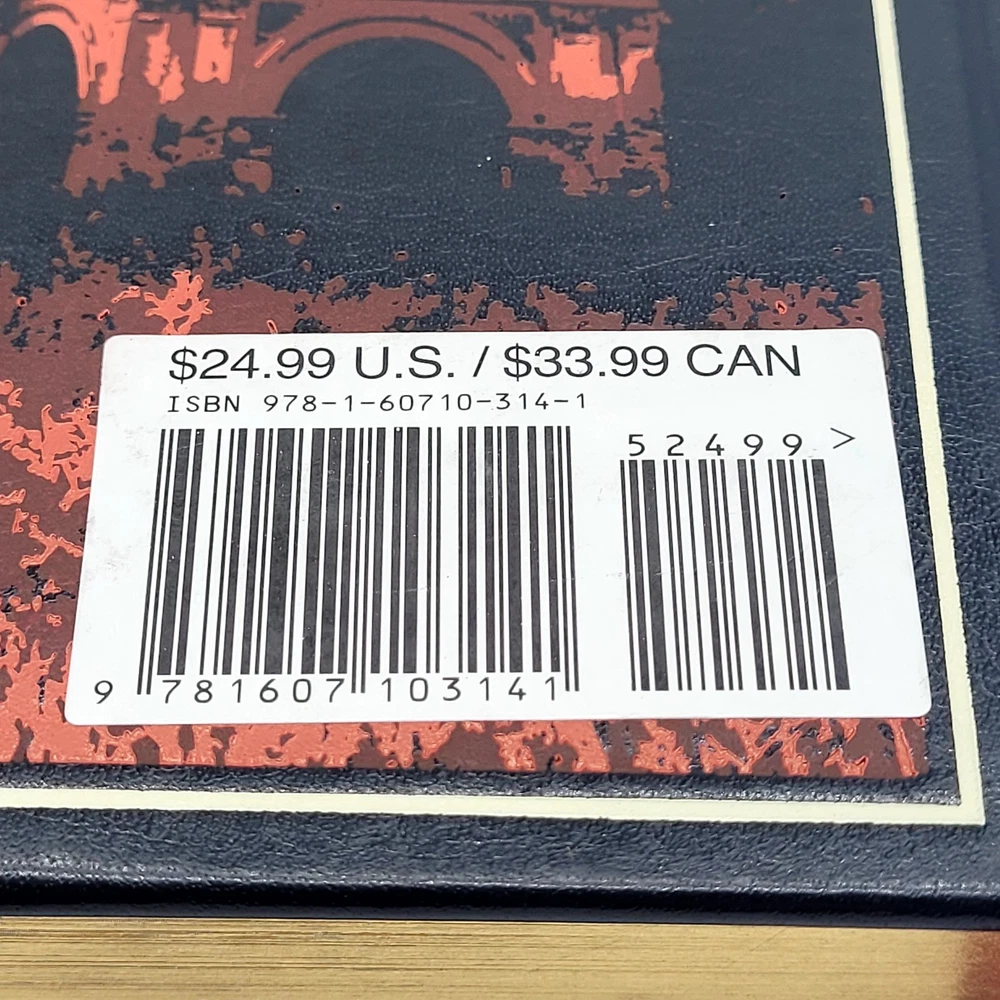 $24.99 U.S. / $33.99 CAN
ISBN 978-1-60710-314-1
52499>
9 781607 103141